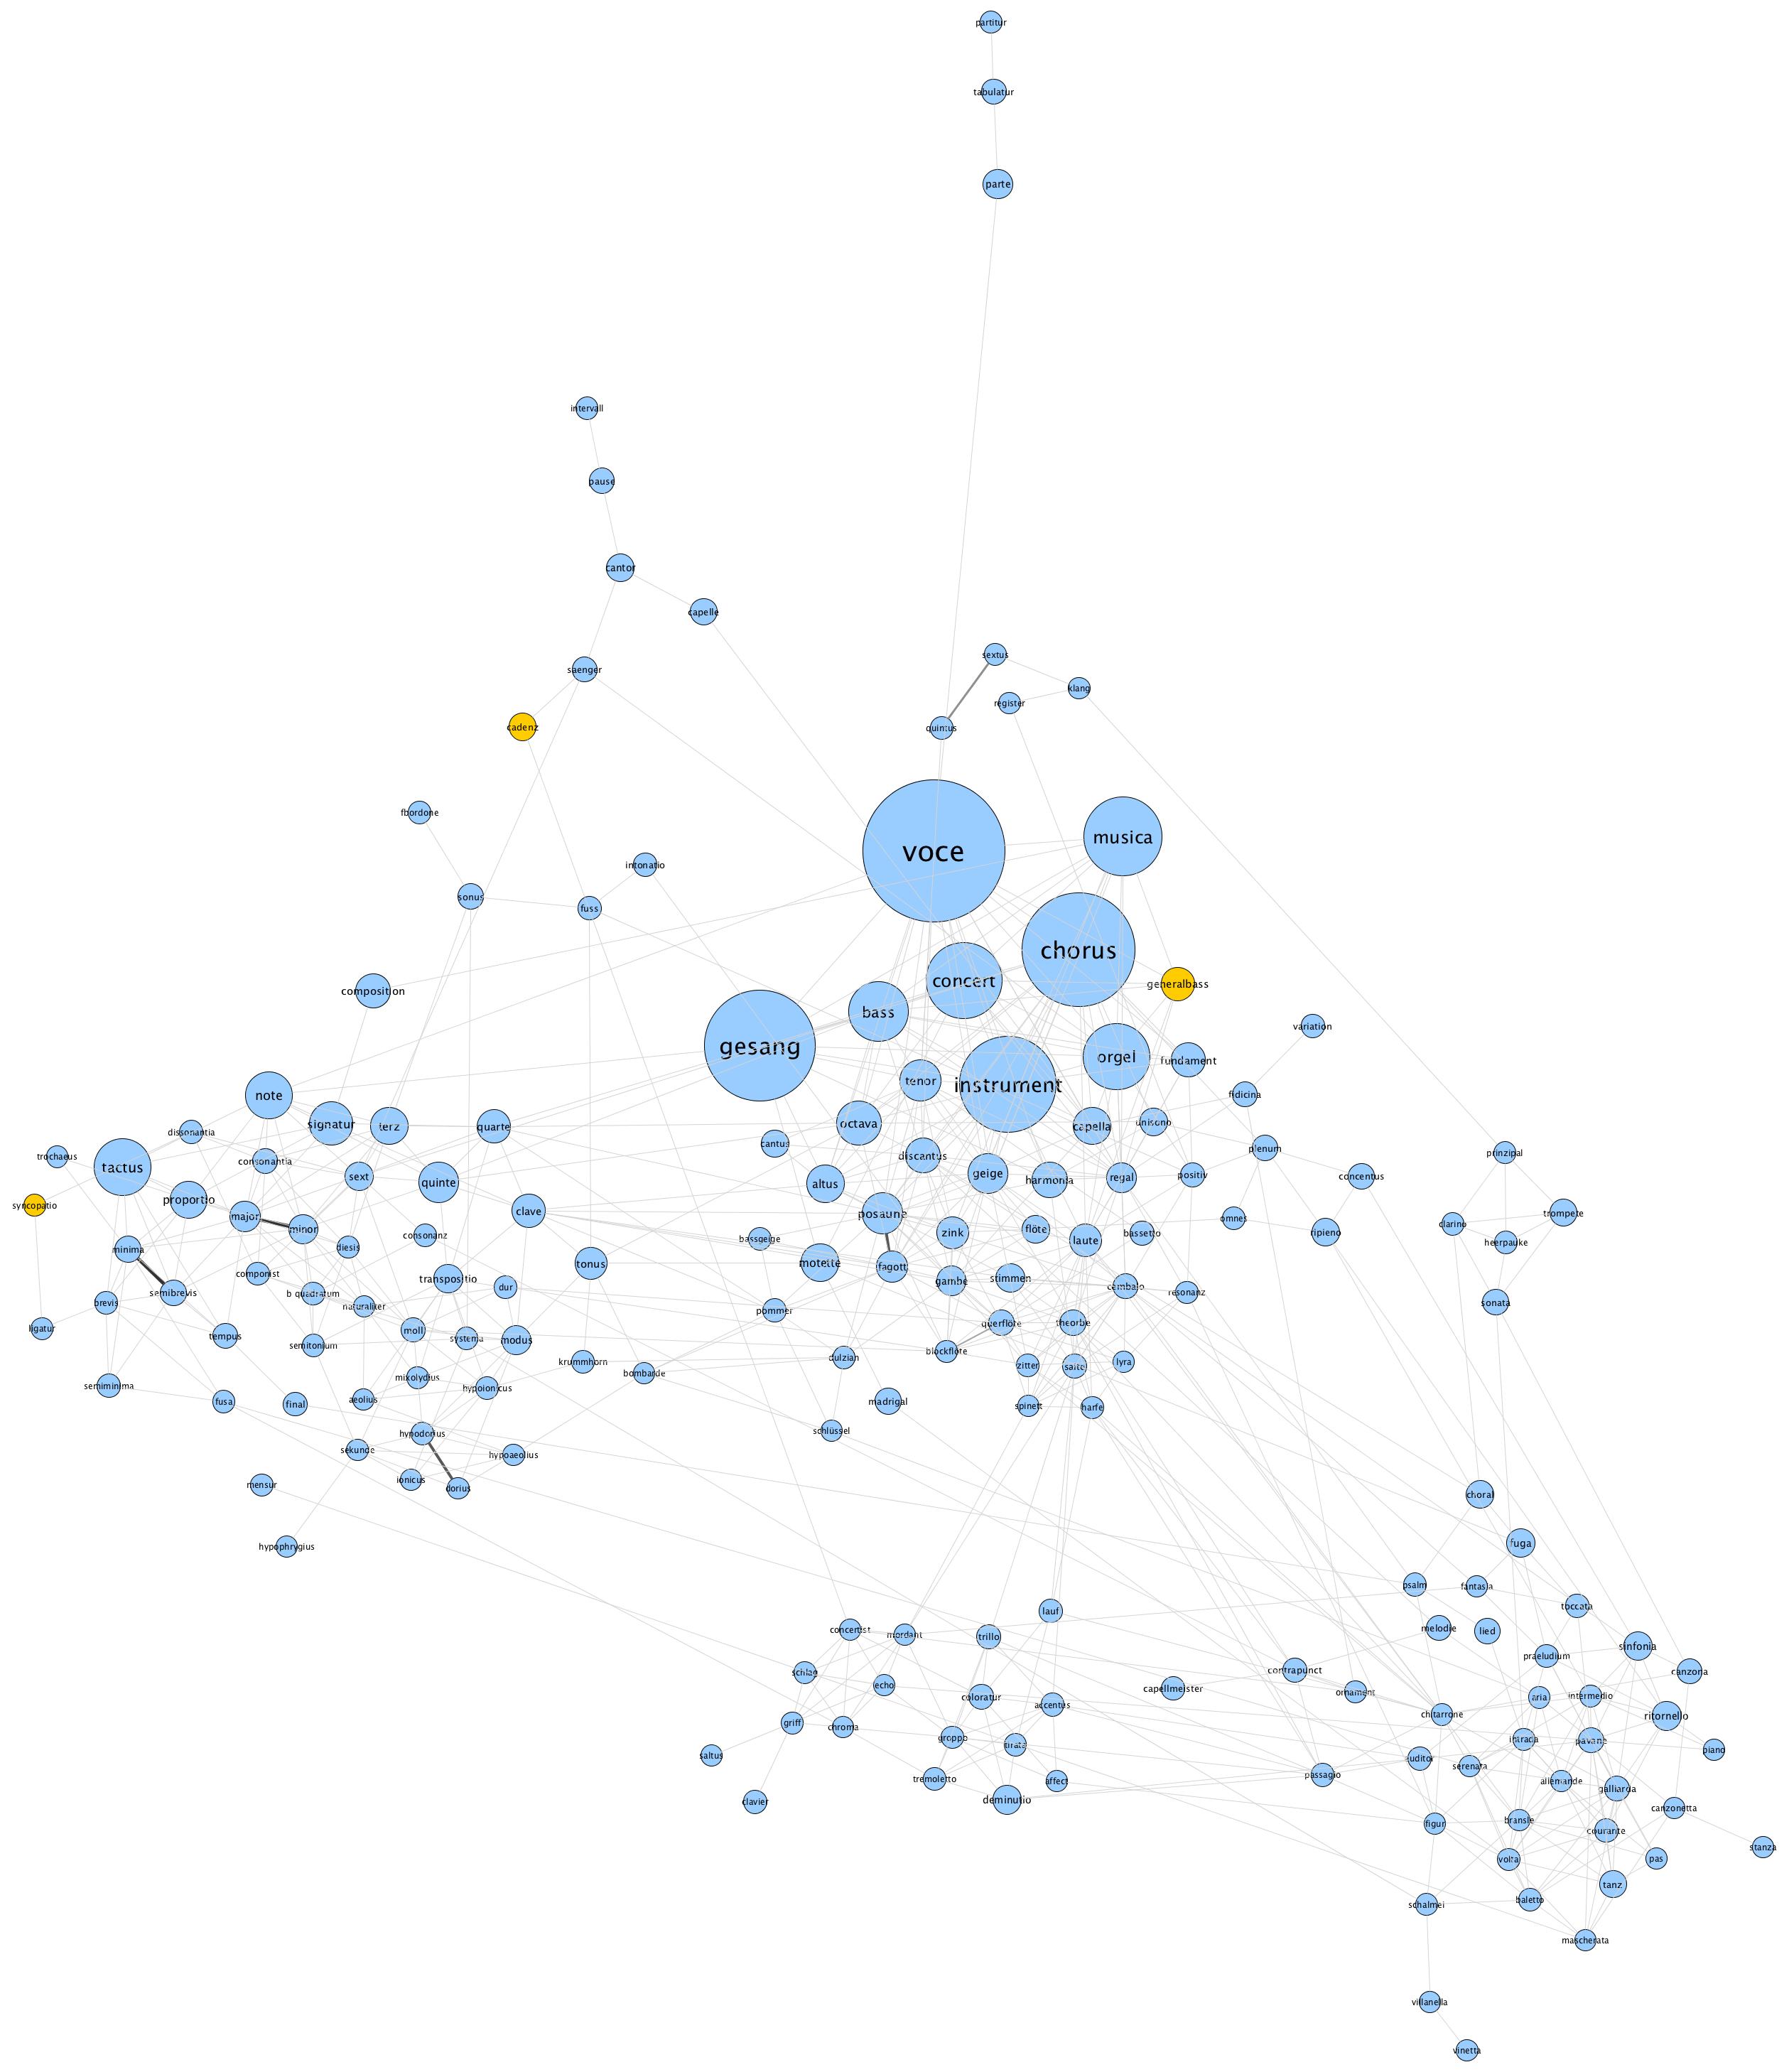 partitur
tabulatur
parte
intervall
pause
cantor
capelle
sextus
saenger
klang
register
cadenz
quintus
fbordone
musica
voce
intonatio
sonus
fuss
chorus
concert
generalbass
composition
bass
variation
gesang
orgel
fundament
tenor
instrument
fidicina
note
signatur
terz
quarte
octava
capella
unisono
dissonantia
cantus
plenum
prinzipal
trochaeus
discantus
consonantia
tactus
sext
quinte
altus
geige
harmonia
regal
positiv
concentus
syncopatio
proportio
major
minor
clave
posaune
omnes
trompete
clarino
flöte
zink
bassetto
ripieno
consonanz
bassgeige
laute
heerpauke
minima
diesis
tonus
motette
fagott
componist
transpositio
gambe
stimmen
cembalo
dur
b quadratum
semibrevis
resonanz
brevis
naturaliker
pommer
sonata
ligatur
tempus
moll
systema
modus
querflöte
theorbe
semitonium
blockflöte
krummhorn
dulzian
zitter
saite
lyra
bombarde
mixolydius
semiminima
hypoionicus
aeolius
fusa
final
madrigal
spinett
harfe
schlüssel
hypodorius
sekunde
hypoaeolius
ionicus
dorius
mensur
choral
hypophrygius
fuga
psalm
fantasia
toccata
lauf
concertist
mordant
trillo
melodie
lied
sinfonia
praeludium
schlag
contrapunct
canzona
echo
capellmeister
ornament
coloratur
accentus
aria
intermedio
chitarrone
ritornello
griff
chroma
groppo
tirata
intrada
pavane
saltus
piano
auditor
serenata
passagio
tremoletto
affect
allemande
galliarda
clavier
deminutio
canzonetta
figur
bransle
courante
stanza
volta
pas
tanz
baletto
schalmei
mascherata
villanella
vinetta